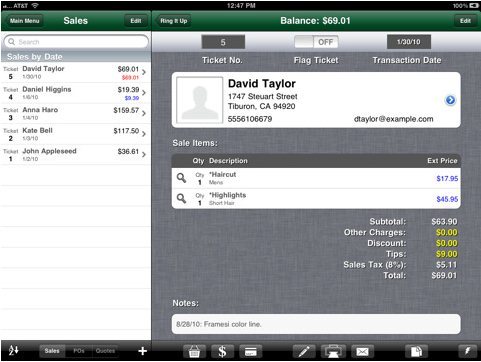 AT&T
12:47 PM
100%
Main Menu
Sales
Edit
Ring It Up
Balance: $69.01
Edit
Search
Sales by Date
Ticket 5
David Taylor
1/30/10
$69.01
$69.01
Ticket 4
Daniel Higgins
1/6/10
$19.39
$9.39
Ticket 3
Anna Haro
1/4/10
$159.57
Ticket 2
Kate Bell
1/3/10
$117.50
Ticket 1
John Appleseed
1/2/10
$36.61
5
OFF
1/30/10
Ticket No.
Flag Ticket
Transaction Date
David Taylor
1747 Steuart Street
Tiburon, CA 94920
5556106679
dtaylor@example.com
Sale Items:
Qty Description Ext Price
Qty 1
*Haircut
Mens
$17.95
Qty 1
*Highlights
Short Hair
$45.95
Subtotal: $63.90
Other Charges: $0.00
Discount: $0.00
Tips: $9.00
Sales Tax (8%): $5.11
Total: $69.01
Notes:
8/28/10: Framesi color line.
Sales
POs
Quotes